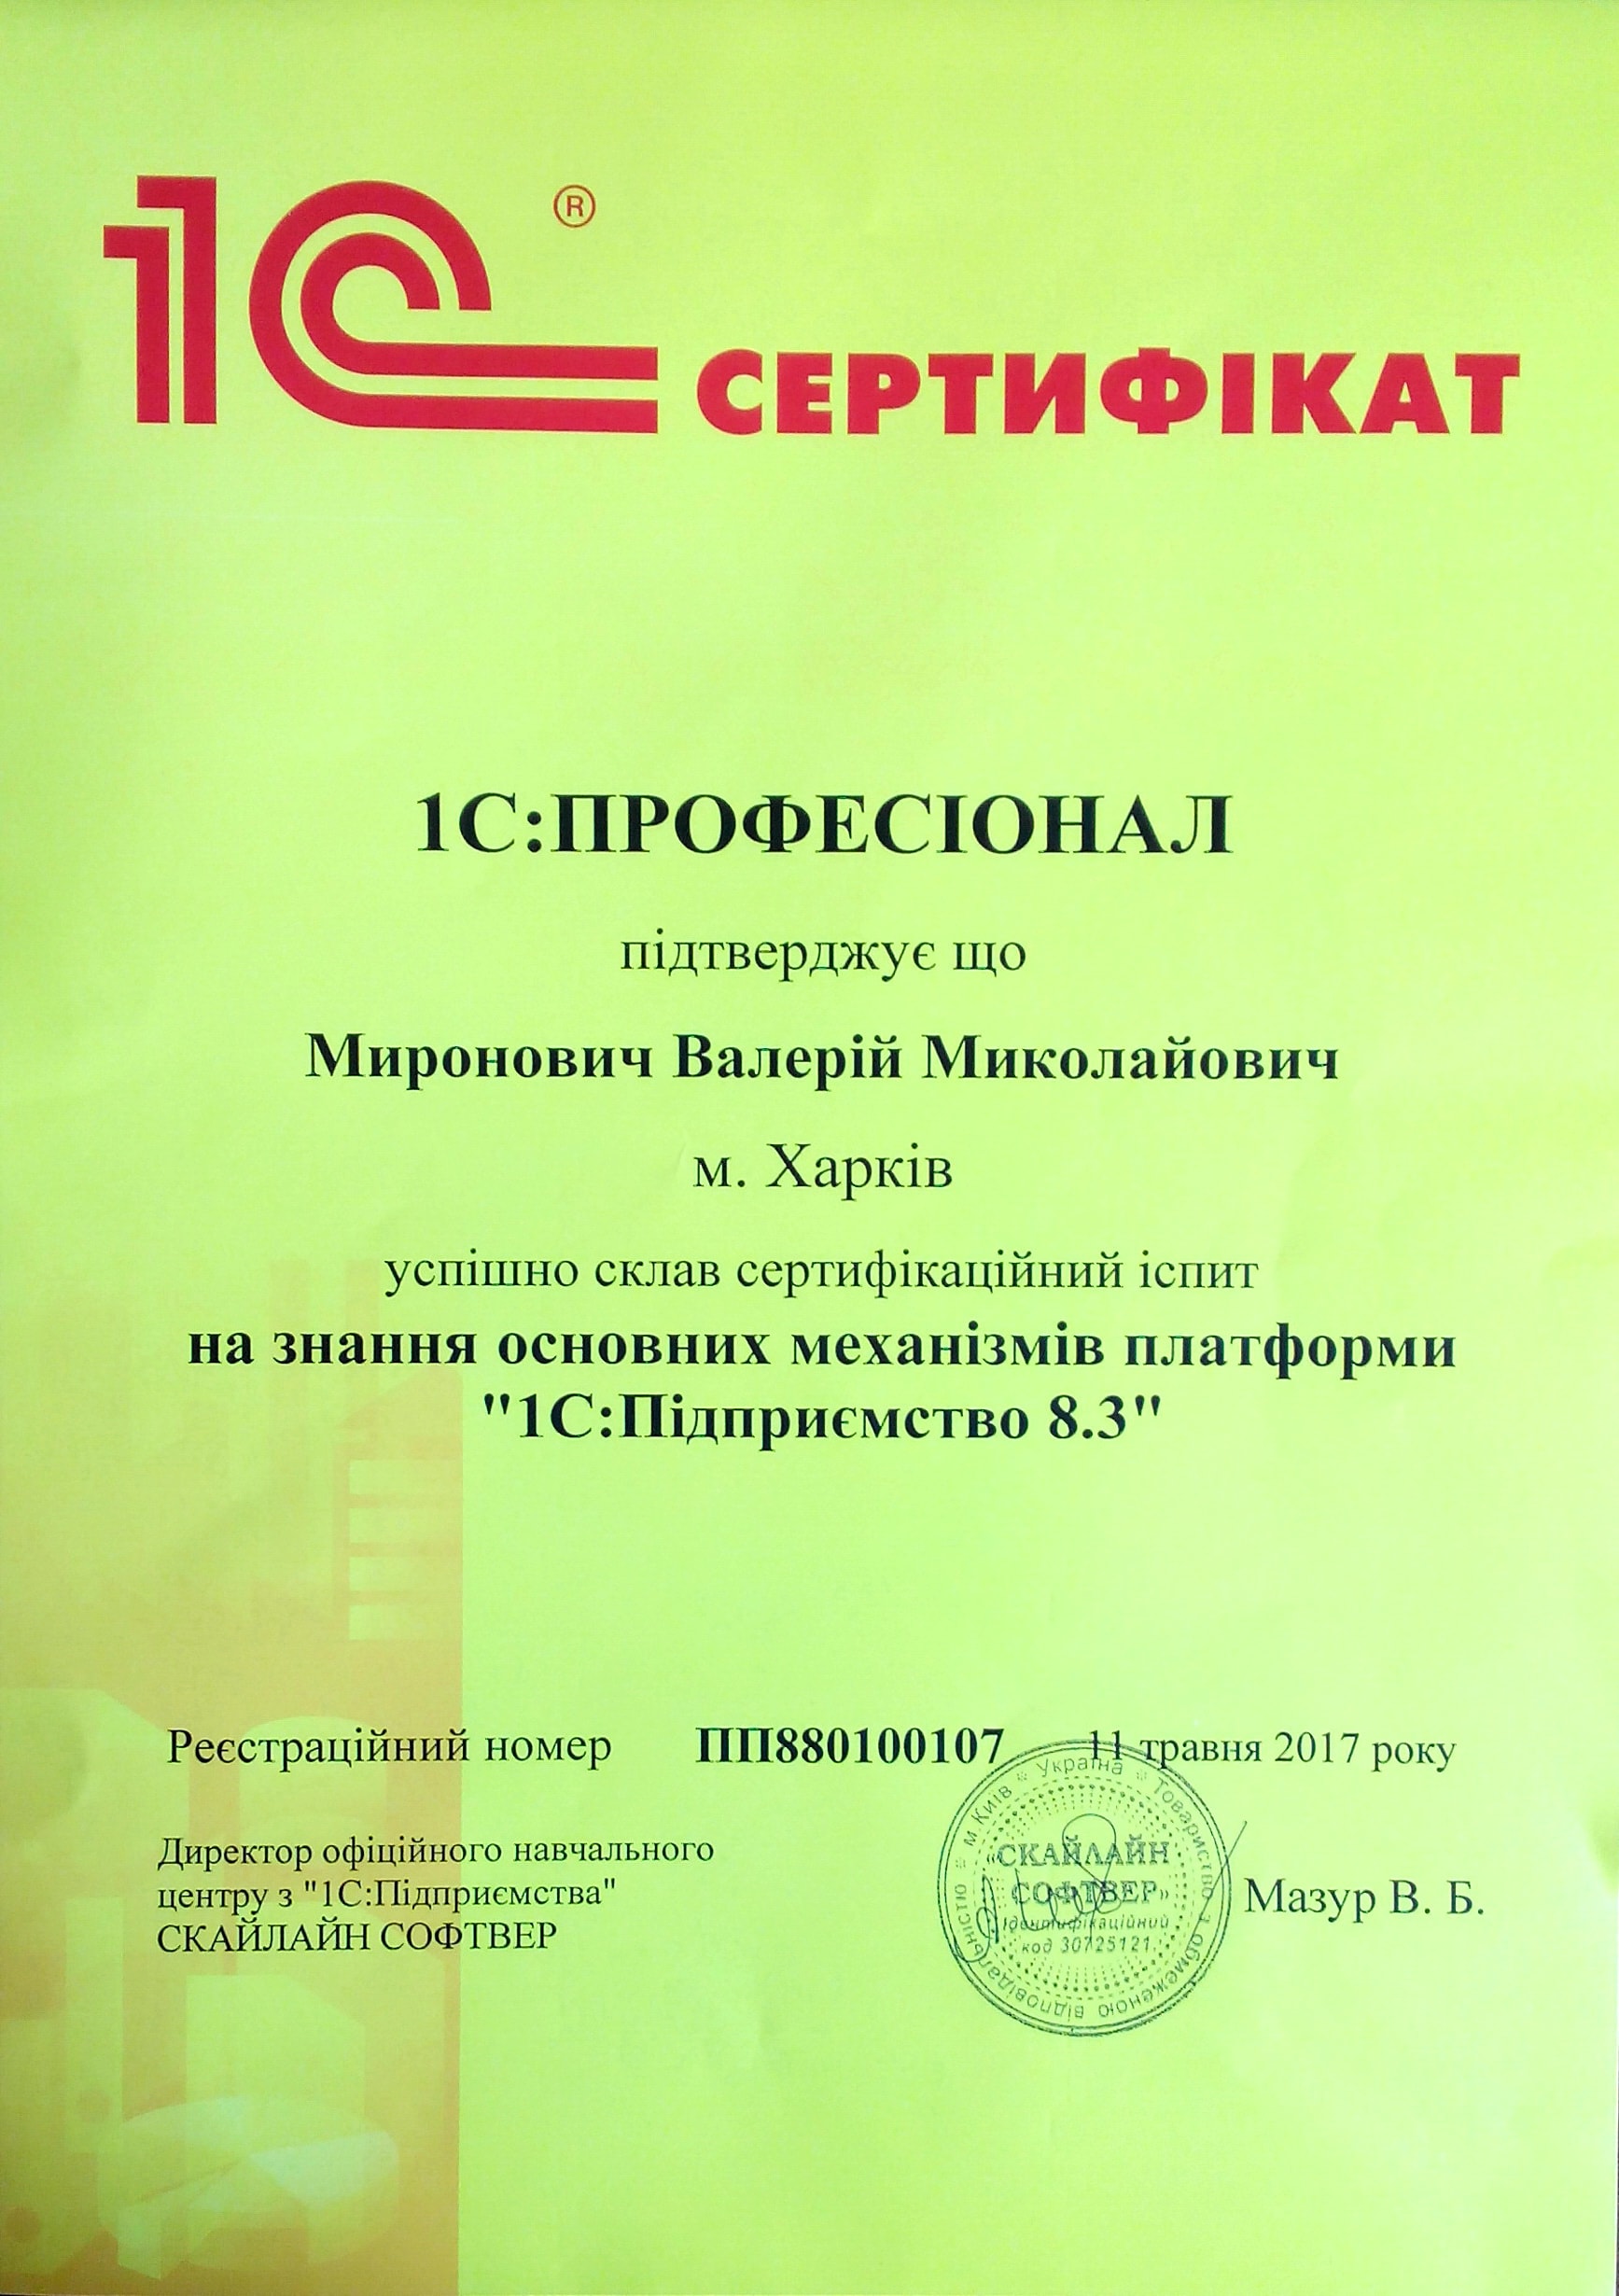 1С® СЕРТИФІКАТ
1С:ПРОФЕСІОНАЛ
підтверджує що
Миронович Валерій Миколайович
м. Харків
успішно склав сертифікаційний іспит
на знання основних механізмів платформи
"1С:Підприємство 8.3"
Реєстраційний номер ПП880100107 11 травня 2017 року
Директор офіційного навчального
центру з "1С:Підприємства"
СКАЙЛАЙН СОФТВЕР
Мазур В. Б.
м.Київ * Україна * Товариство з обмеженою відповідальністю *
«СКАЙЛАЙН
СОФТВЕР»
Ідентифікаційний
код 30725121